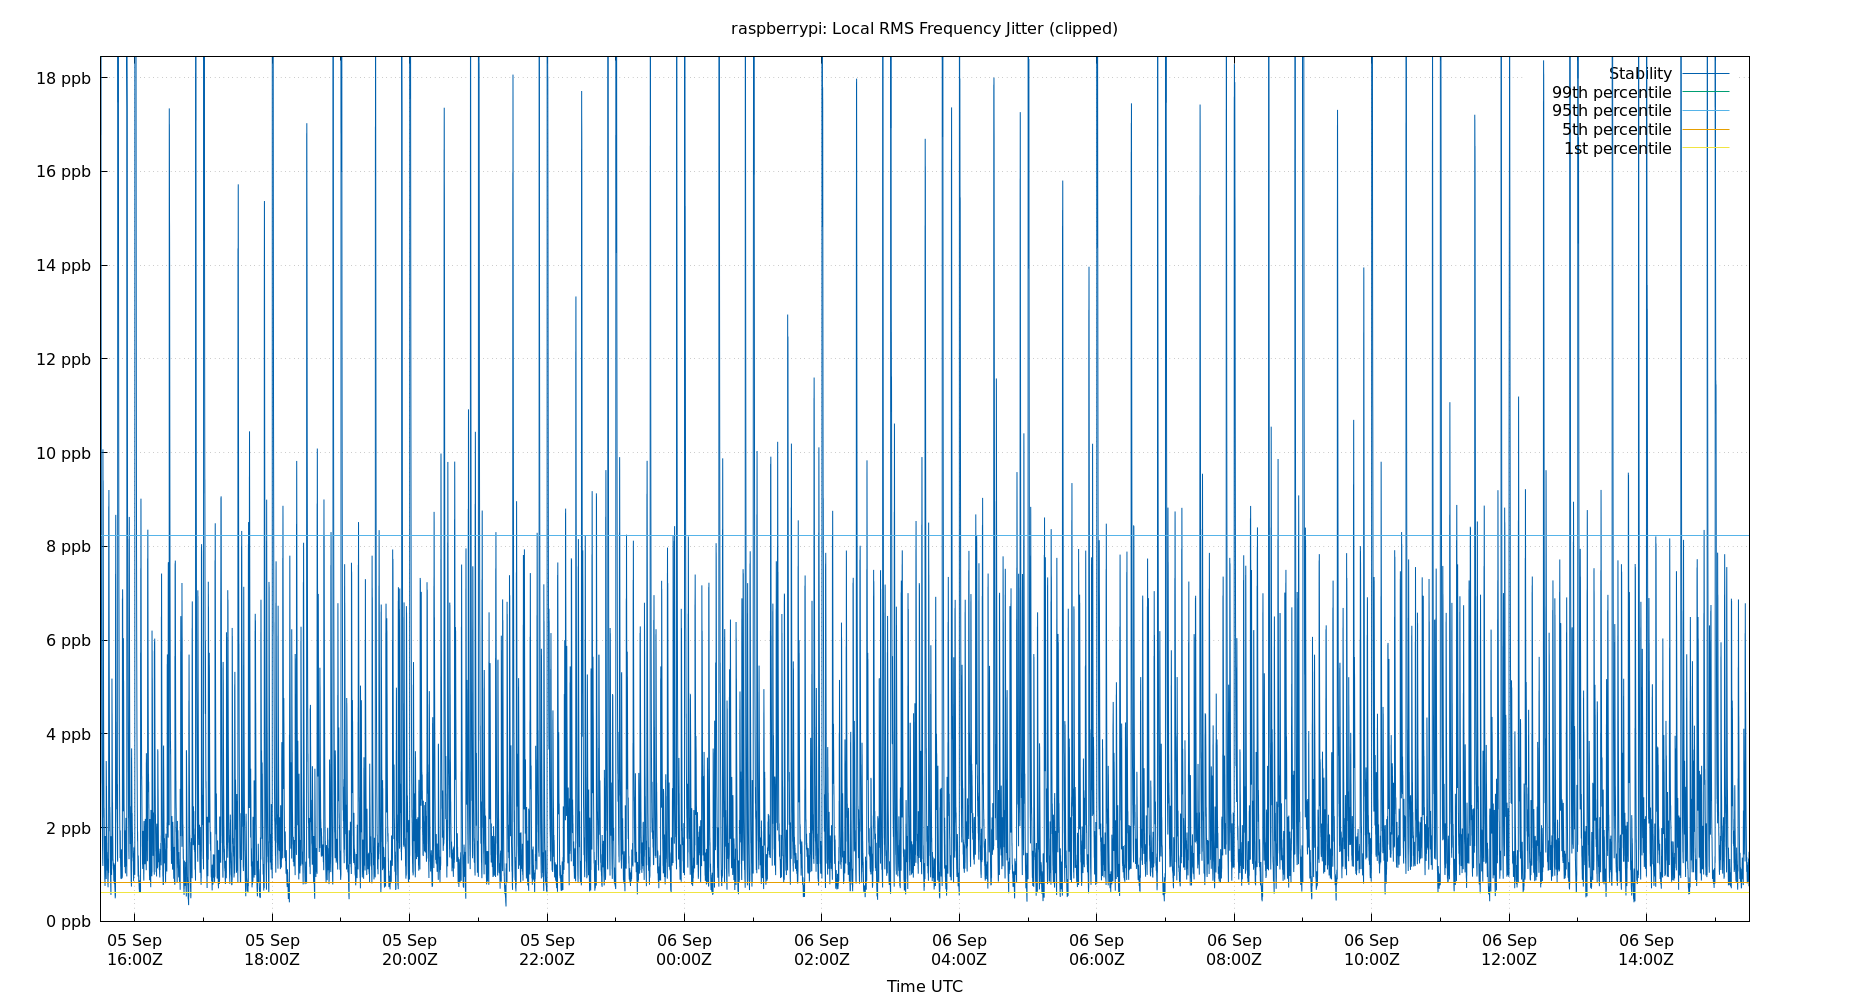 raspberrypi: Local RMS Frequency Jitter (clipped)
18 ppb
16 ppb
14 ppb
12 ppb
10 ppb
8 ppb
6 ppb
4 ppb
2 ppb
0 ppb
Stability
99th percentile
95th percentile
5th percentile
1st percentile
05 Sep 05 Sep 05 Sep 05 Sep 06 Sep 06 Sep 06 Sep 06 Sep 06 Sep 06 Sep 06 Sep 06 Sep
16:00Z 18:00Z 20:00Z 22:00Z 00:00Z 02:00Z 04:00Z 06:00Z 08:00Z 10:00Z 12:00Z 14:00Z
Time UTC